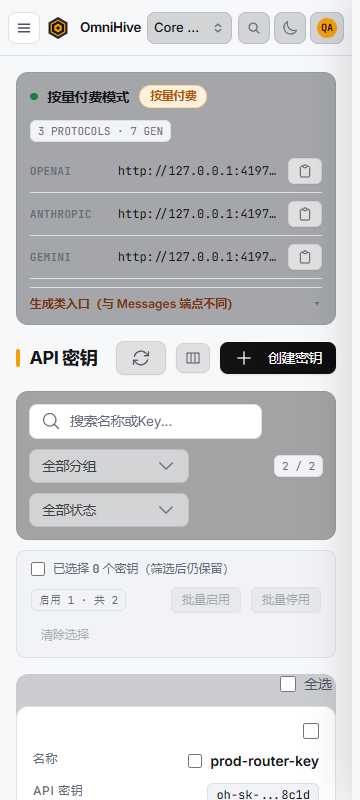 OmniHive
Core ...
QA
按量付费模式
按量付费
3 PROTOCOLS · 7 GEN
OPENAI
http://127.0.0.1:4197…
ANTHROPIC
http://127.0.0.1:4197…
GEMINI
http://127.0.0.1:4197…
生成类入口（与 Messages 端点不同）
API 密钥
创建密钥
搜索名称或Key...
全部分组
2 / 2
全部状态
已选择 0 个密钥（筛选后仍保留）
启用 1 · 共 2
批量启用
批量停用
清除选择
全选
名称
prod-router-key
API 密钥
oh-sk-...8c1d